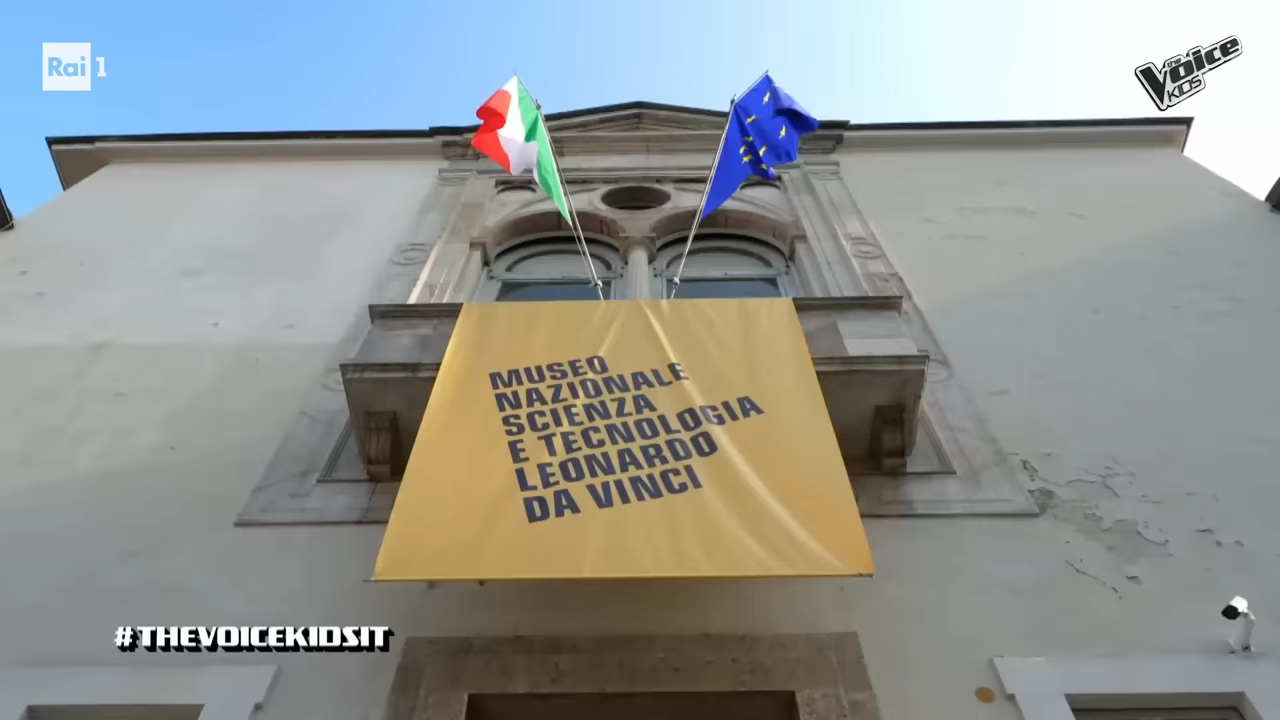 Rai 1
the Voice
KIDS
MUSEO
NAZIONALE
SCIENZA
E TECNOLOGIA
LEONARDO
DA VINCI
#THEVOICEKIDSIT